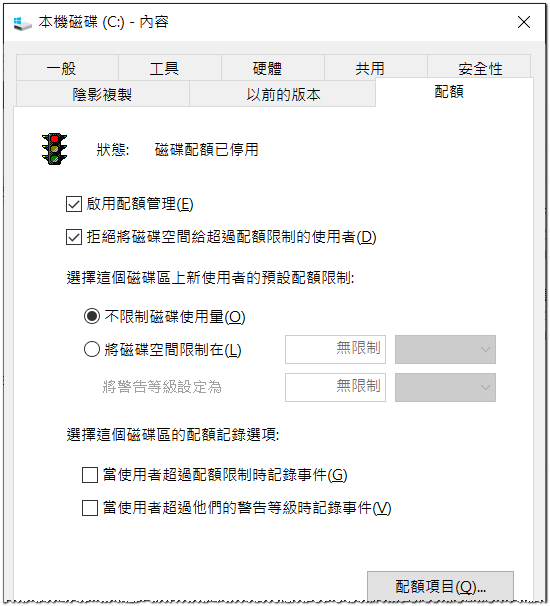 本機磁碟 (C:) - 內容
一般 工具 硬體 共用 安全性
陰影複製 以前的版本 配額
狀態: 磁碟配額已停用
啟用配額管理(E)
拒絕將磁碟空間給超過配額限制的使用者(D)
選擇這個磁碟區上新使用者的預設配額限制:
不限制磁碟使用量(O)
將磁碟空間限制在(L) 無限制
將警告等級設定為 無限制
選擇這個磁碟區的配額記錄選項:
當使用者超過配額限制時記錄事件(G)
當使用者超過他們的警告等級時記錄事件(V)
配額項目(Q)...